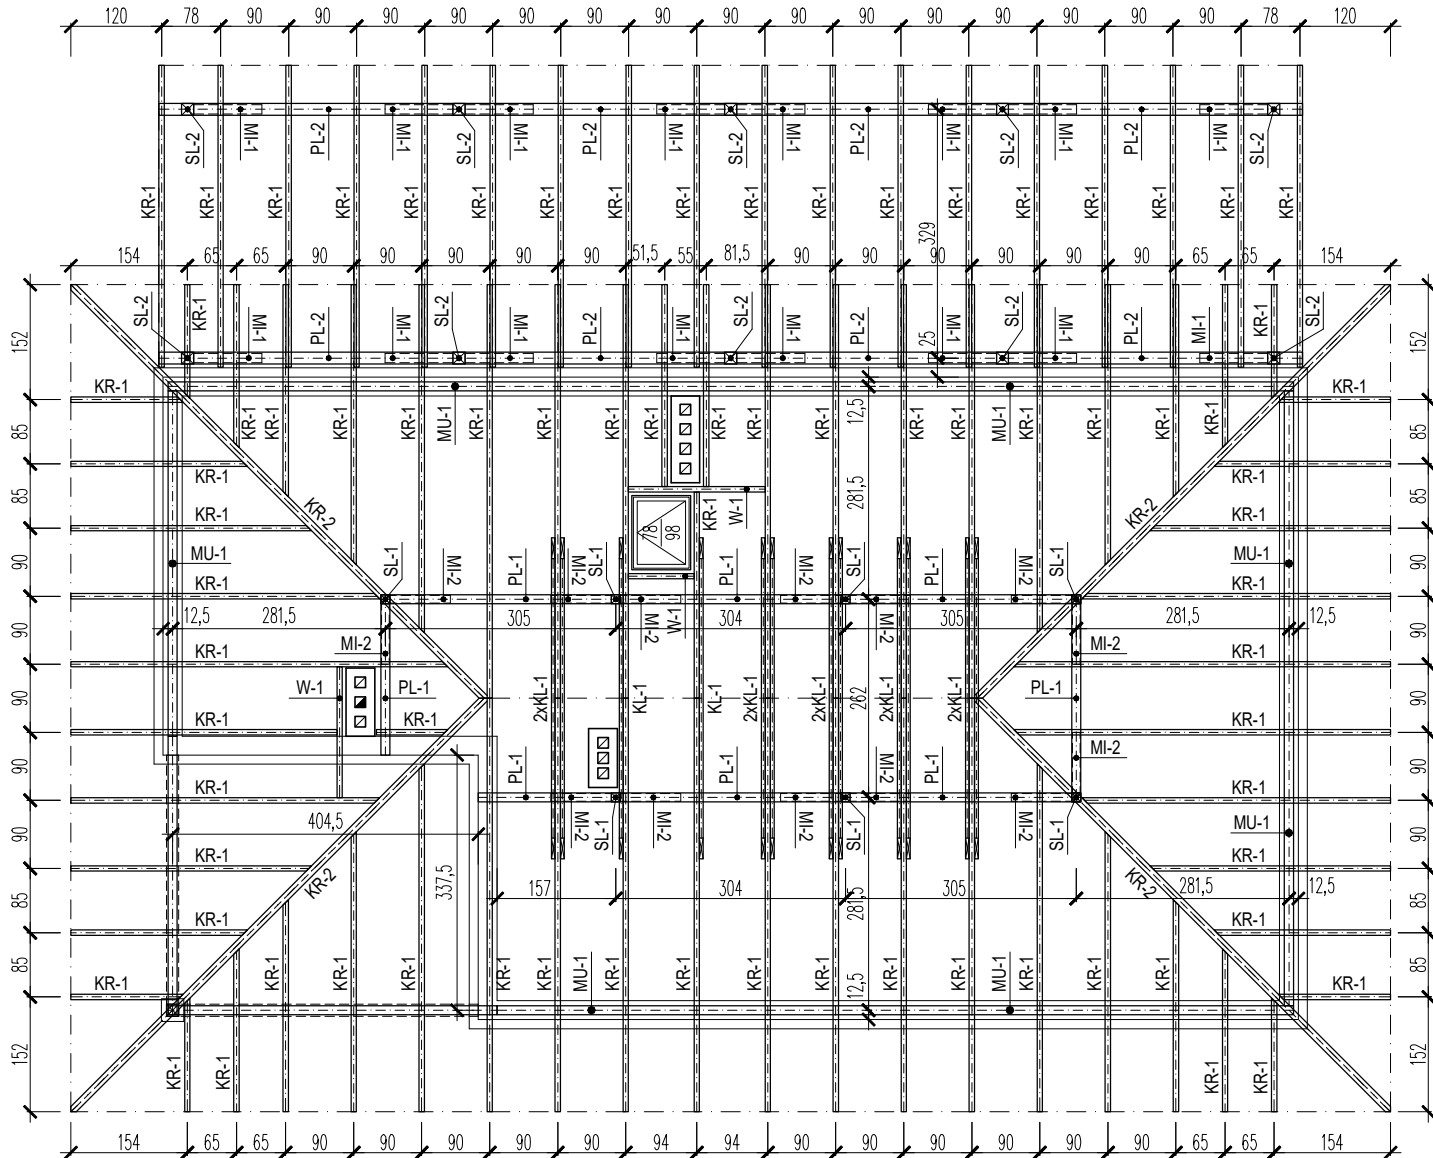 120 78 90 90 90 90 90 90 90 90 90 90 90 90 90 90 78 120
SL-2 MI-1 PL-2 MI-1 SL-2 MI-1 PL-2 MI-1 SL-2 MI-1 PL-2 MI-1 SL-2 MI-1 PL-2 MI-1 SL-2
KR-1 KR-1 KR-1 KR-1 KR-1 KR-1 KR-1 KR-1 KR-1 KR-1 KR-1 KR-1 KR-1 KR-1 KR-1 KR-1 KR-1
329
154 65 65 90 90 90 90 90 51,5 55 81,5 90 90 90 90 90 90 65 65 154
SL-2 KR-1 MI-1 PL-2 MI-1 SL-2 MI-1 PL-2 MI-1 SL-2 MI-1 PL-2 25 MI-1 SL-2 MI-1 PL-2 MI-1 KR-1 SL-2
152 152
KR-1 KR-1
KR-1 KR-1 KR-1 KR-1 MU-1 KR-1 KR-1 KR-1 KR-1 KR-1 KR-1 KR-1 12,5 KR-1 KR-1 MU-1 KR-1 KR-1 KR-1 KR-1
85 85
KR-1 KR-1
85 KR-2 KR-1 W-1 281,5 KR-2 85
KR-1 KR-1
78
98
90 MU-1 MU-1 90
SL-1 MI-2 PL-1 MI-2 SL-1 PL-1 MI-2 SL-1 PL-1 MI-2 SL-1
KR-1 KR-1
12,5 281,5 305 MI-2 W-1 304 MI-2 305 281,5 12,5
90 90
MI-2 MI-2
KR-1 KR-1
W-1 PL-1 2xKL-1 KL-1 KL-1 2xKL-1 2xKL-1 262 2xKL-1 2xKL-1 PL-1
90 90
KR-1 KR-1 KR-1
MI-2
90 PL-1 PL-1 MI-2 PL-1 90
KR-1 KR-1
404,5 MI-2 SL-1 MI-2 SL-1 MI-2 SL-1 MU-1
90 90
KR-1 KR-1
KR-2 337,5 157 304 281,5 305 KR-2 281,5 12,5
85 85
KR-1 KR-1
85 85
KR-1 KR-1 KR-1 KR-1 KR-1 KR-1 MU-1 KR-1 KR-1 KR-1 12,5 KR-1 KR-1 MU-1 KR-1 KR-1 KR-1 KR-1
152 KR-1 KR-1 KR-1 KR-1 152
154 65 65 90 90 90 90 90 94 94 90 90 90 90 90 90 65 65 154